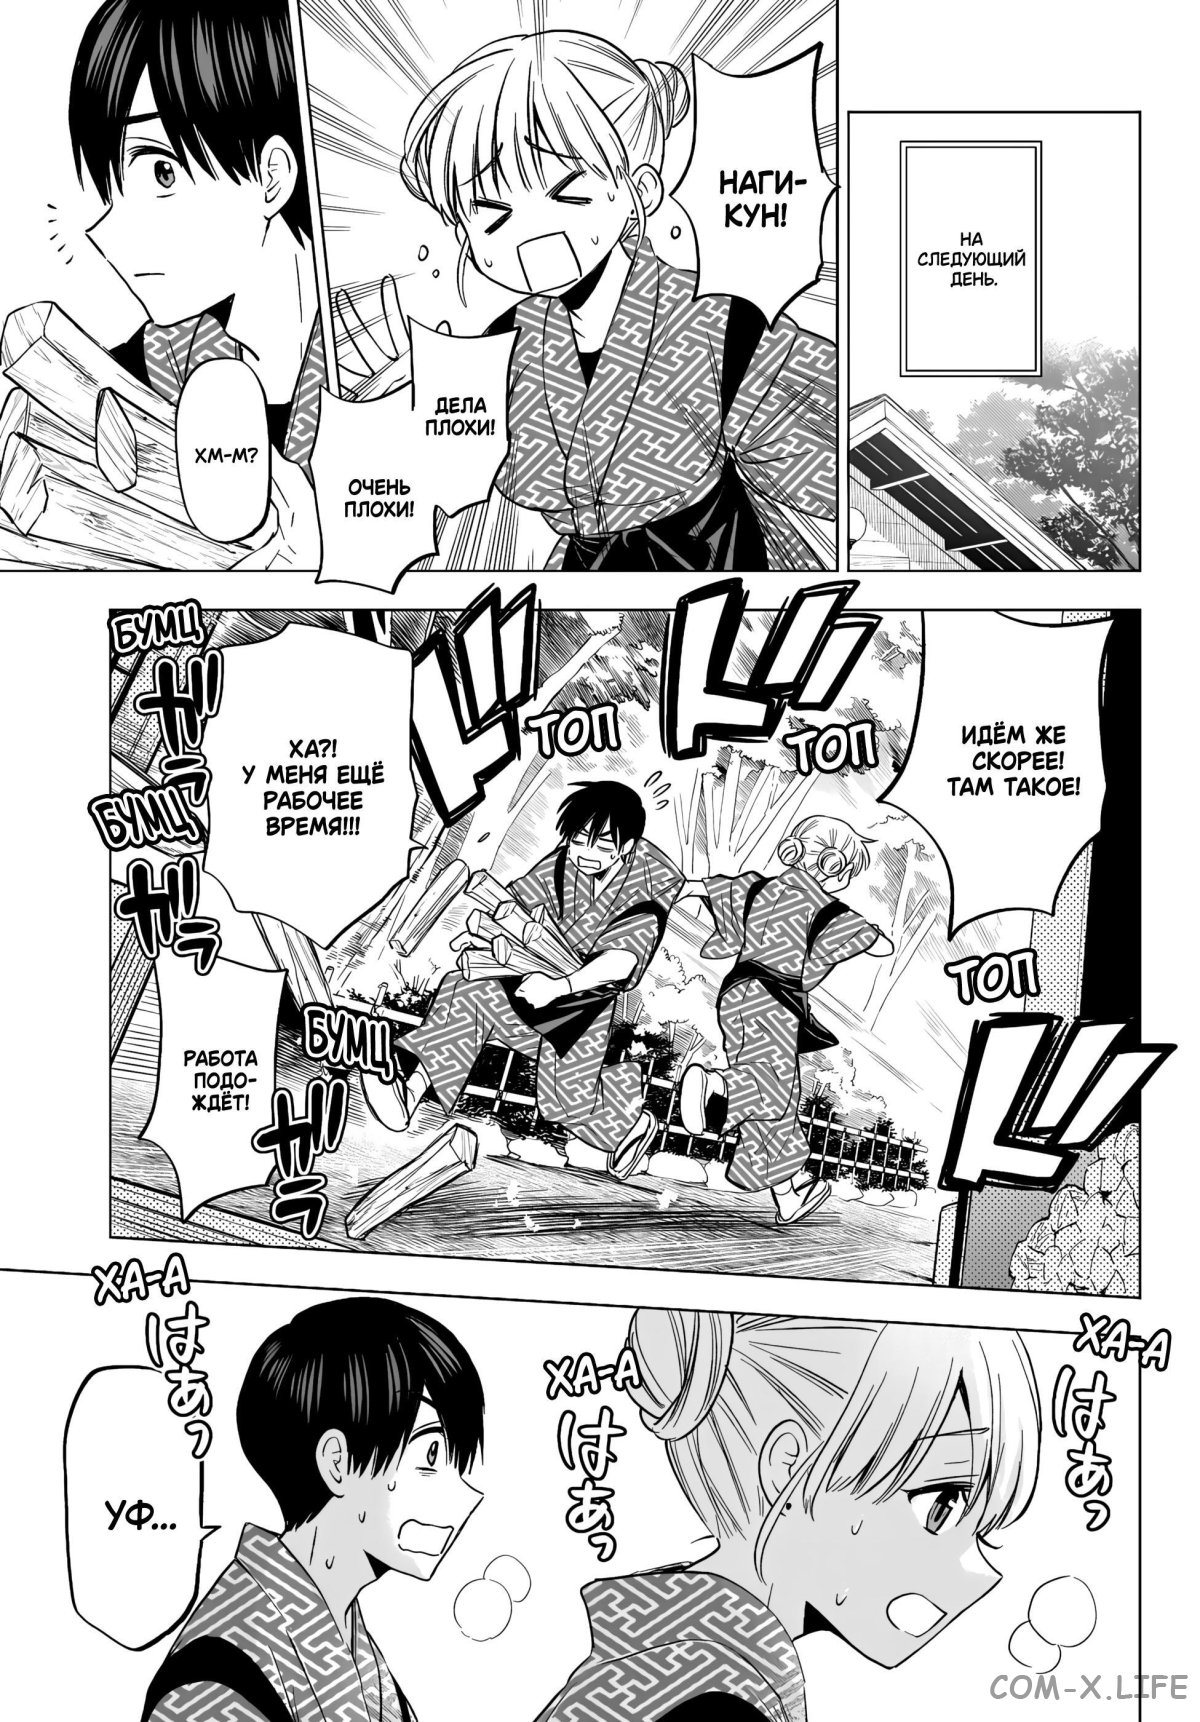 НА
СЛЕДУЮЩИЙ
ДЕНЬ.
НАГИ-
КУН!
ДЕЛА
ПЛОХИ!
ОЧЕНЬ
ПЛОХИ!
ХМ-М?
ИДЁМ ЖЕ
СКОРЕЕ!
ТАМ ТАКОЕ!
ТОП
ド
ТОП
ド
ТОП
ド
ХА?!
У МЕНЯ ЕЩЁ
РАБОЧЕЕ
ВРЕМЯ!!!
БУМЦ
ガラ
БУМЦ
ガラ
БУМЦ
ガラ
РАБОТА
ПОДО-
ЖДЁТ!
ХА-А
はあっ
ХА-А
はあっ
ХА-А
はあっ
УФ...
COM-X.LIFE